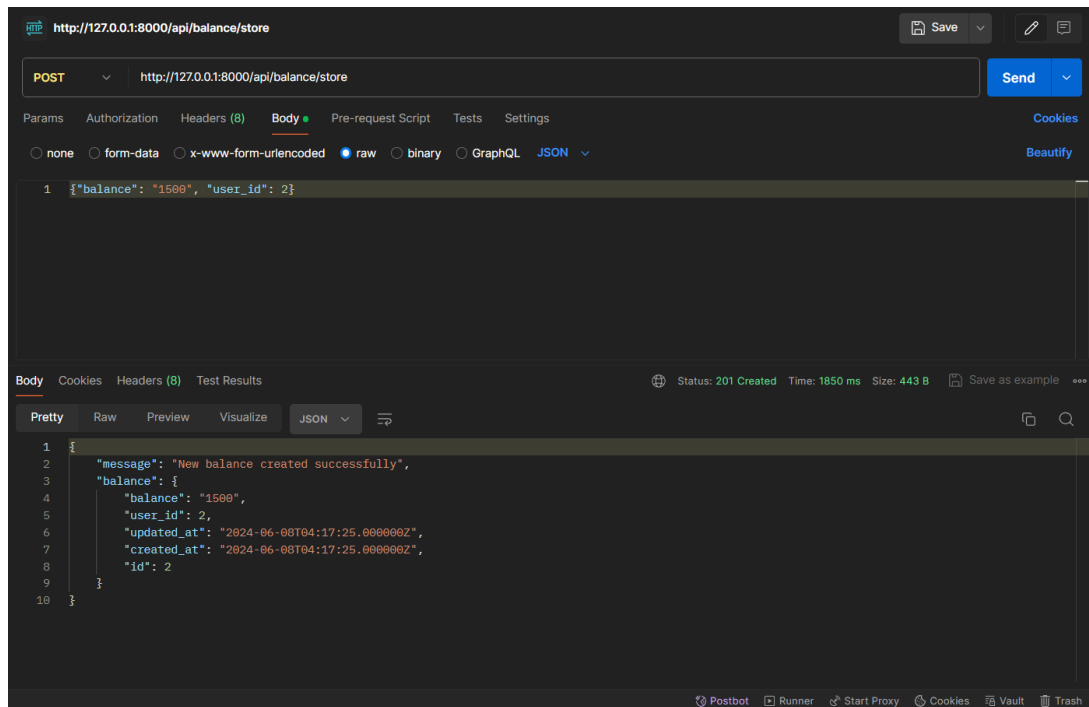 HTTP http://127.0.0.1:8000/api/balance/store Save
POST http://127.0.0.1:8000/api/balance/store Send
Params Authorization Headers (8) Body Pre-request Script Tests Settings Cookies
none form-data x-www-form-urlencoded raw binary GraphQL JSON Beautify
1 {"balance": "1500", "user_id": 2}
Body Cookies Headers (8) Test Results Status: 201 Created Time: 1850 ms Size: 443 B Save as example
Pretty Raw Preview Visualize JSON
1 {
2 "message": "New balance created successfully",
3 "balance": {
4 "balance": "1500",
5 "user_id": 2,
6 "updated_at": "2024-06-08T04:17:25.000000Z",
7 "created_at": "2024-06-08T04:17:25.000000Z",
8 "id": 2
9 }
10 }
Postbot Runner Start Proxy Cookies Vault Trash